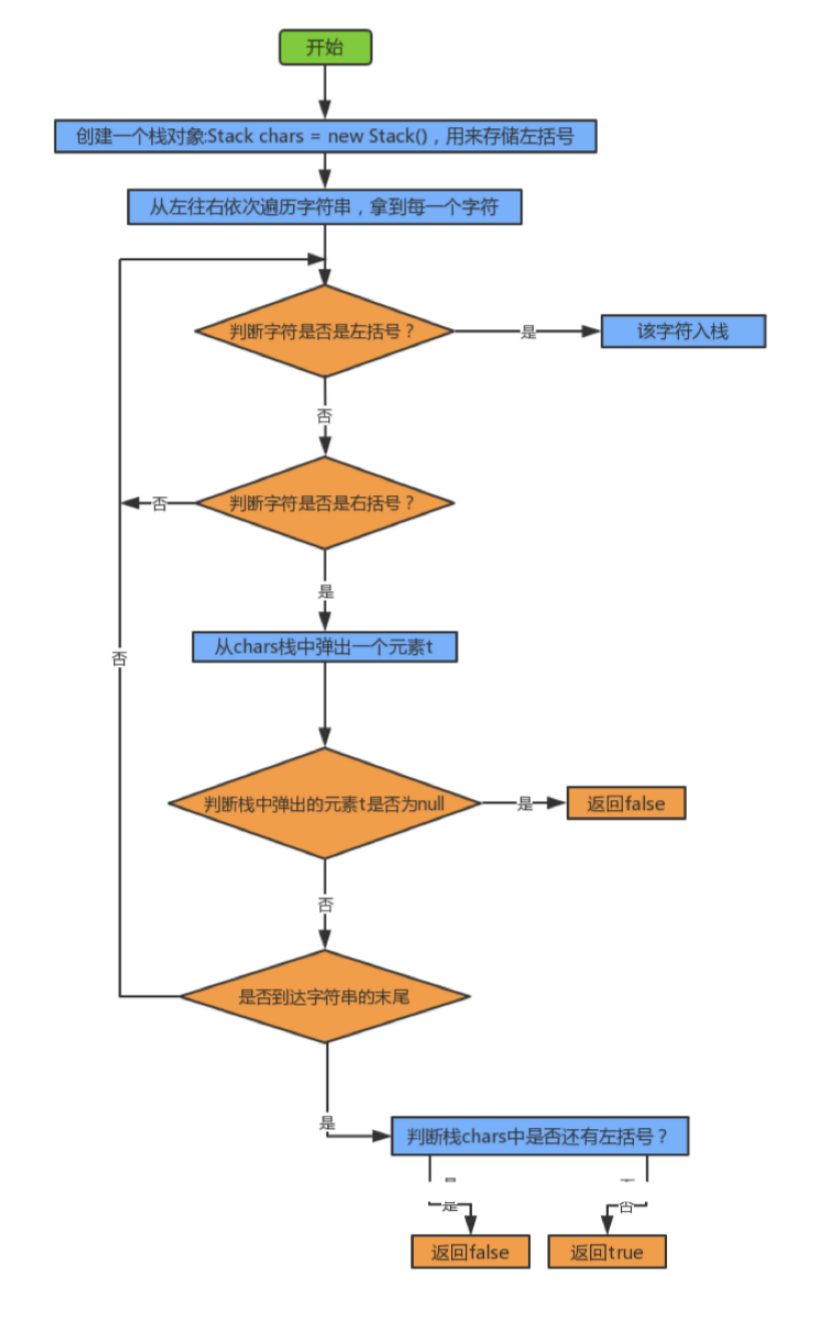 开始
创建一个栈对象:Stack chars = new Stack()，用来存储左括号
从左往右依次遍历字符串，拿到每一个字符
判断字符是否是左括号？
是
该字符入栈
否
判断字符是否是右括号？
否
是
从chars栈中弹出一个元素t
否
判断栈中弹出的元素t是否为null
是
返回false
否
是否到达字符串的末尾
是
判断栈chars中是否还有左括号？
是
否
返回false
返回true